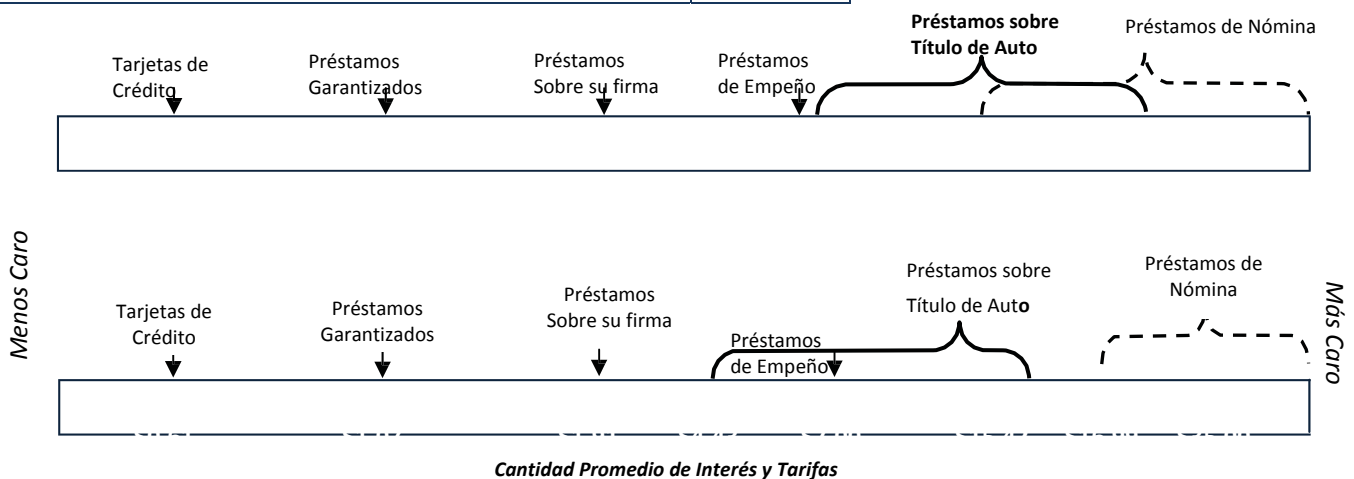 Préstamos sobre
Título de Auto
Préstamos de Nómina
Tarjetas de
Crédito
Préstamos
Garantizados
Préstamos
Sobre su firma
Préstamos
de Empeño
Menos Caro
Más Caro
Tarjetas de
Crédito
Préstamos
Garantizados
Préstamos
Sobre su firma
Préstamos
de Empeño
Préstamos sobre
Título de Auto
Préstamos de
Nómina
Cantidad Promedio de Interés y Tarifas